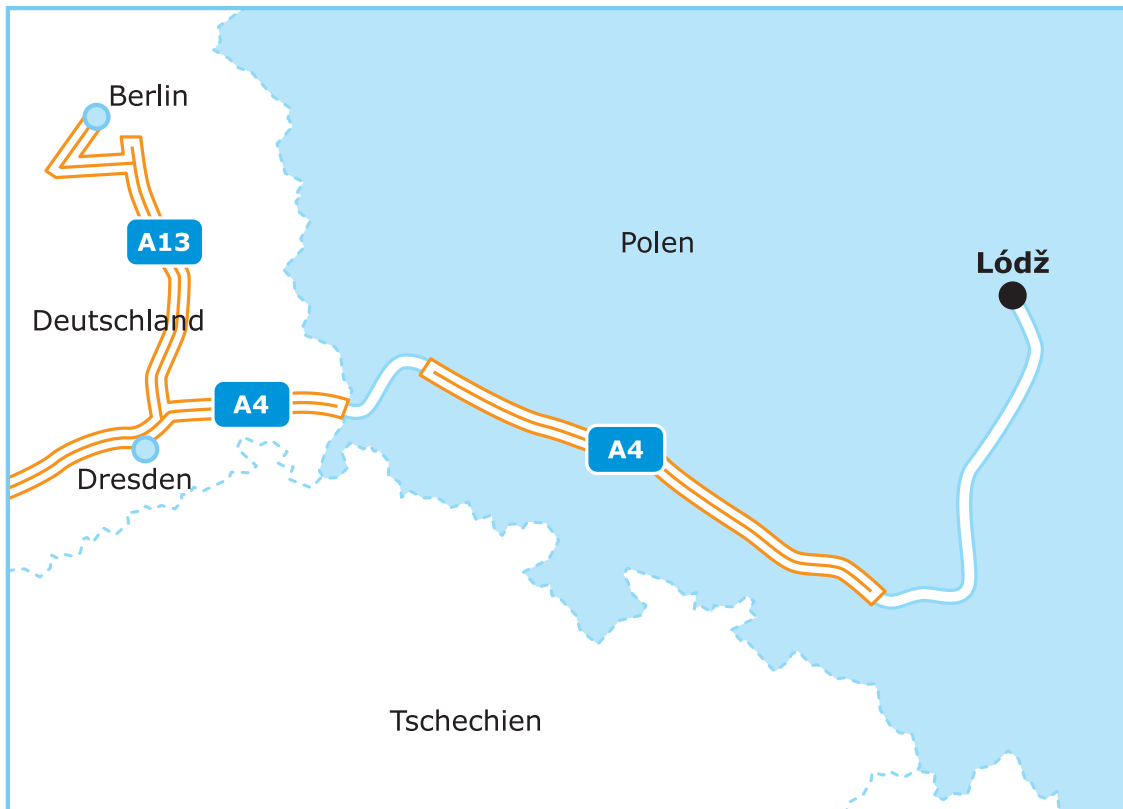 Berlin
A13
Polen
Lódž
Deutschland
A4
A4
Dresden
Tschechien